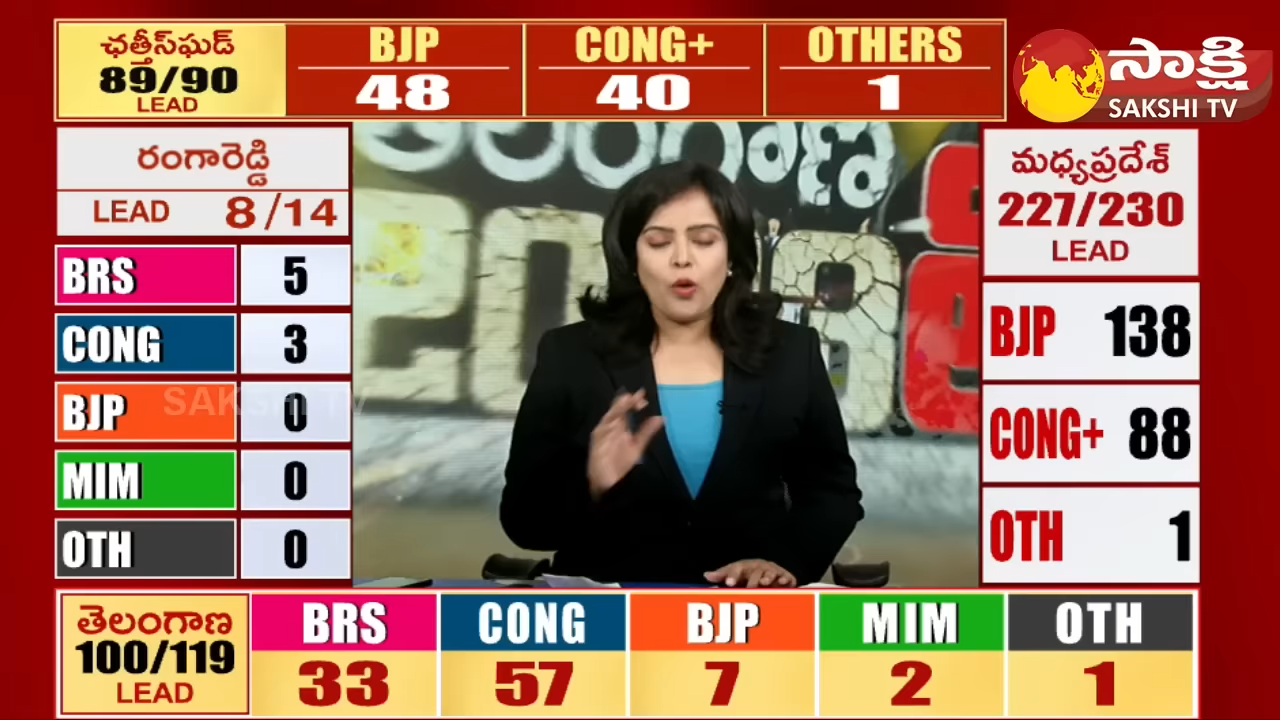 ఛత్తీస్‌ఘడ్
89/90
LEAD
BJP
48
CONG+
40
OTHERS
1
సాక్షి
SAKSHI TV
రంగారెడ్డి
LEAD 8/14
BRS 5
CONG 3
BJP 0
MIM 0
OTH 0
SAKSHI TV
తెలంగాణ
మధ్యప్రదేశ్
227/230
LEAD
BJP 138
CONG+ 88
OTH 1
తెలంగాణ
100/119
LEAD
BRS
33
CONG
57
BJP
7
MIM
2
OTH
1